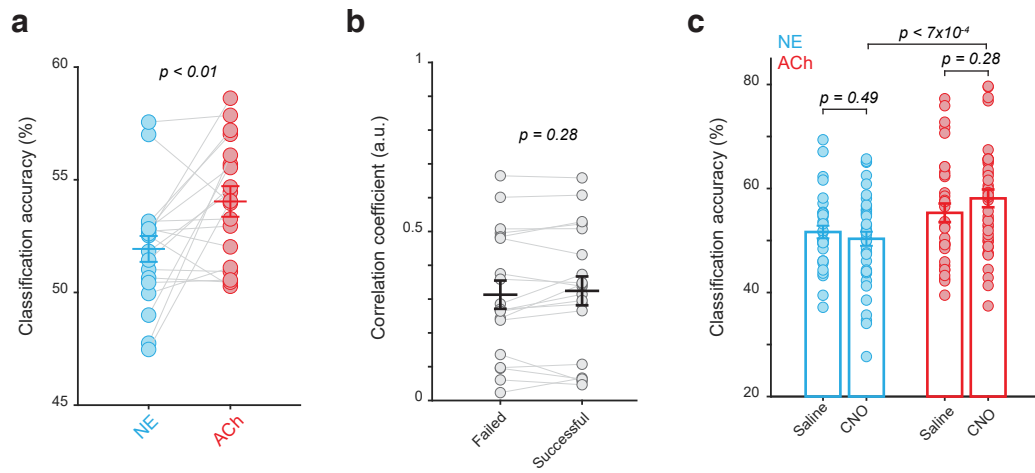 a
p < 0.01
Classification accuracy (%)
60
55
50
45
NE
ACh
b
p = 0.28
Correlation coefficient (a.u.)
1
0.5
0
Failed
Successful
c
NE
ACh
p < 7x10-4
p = 0.28
p = 0.49
Classification accuracy (%)
80
60
40
20
Saline
CNO
Saline
CNO